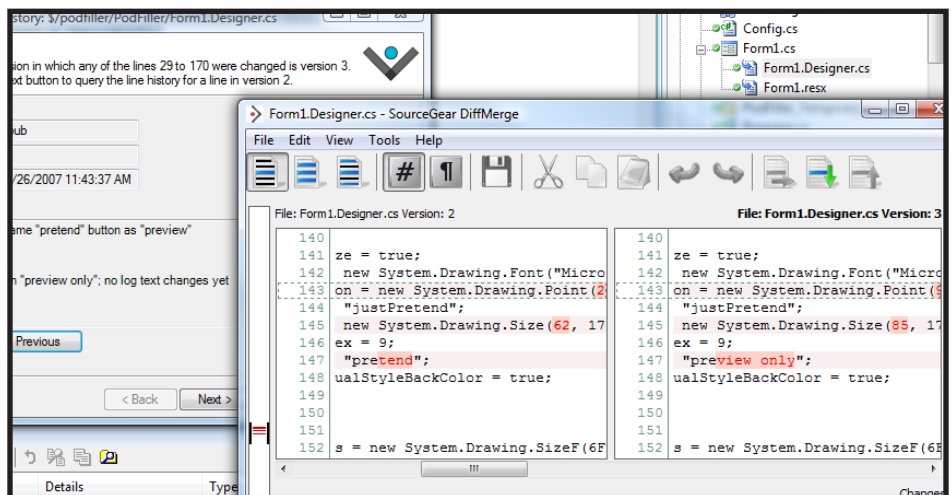 story: $/podfiller/PodFiller/Form1.Designer.cs
sion in which any of the lines 29 to 170 were changed is version 3.
ext button to query the line history for a line in version 2.
ub
/26/2007 11:43:37 AM
ame "pretend" button as "preview"
n "preview only"; no log text changes yet
Previous
< Back
Next >
Details
Type
Config.cs
Form1.cs
Form1.Designer.cs
Form1.resx
Form1.Designer.cs - SourceGear DiffMerge
File Edit View Tools Help
# ¶
File: Form1.Designer.cs Version: 2
140
141 ze = true;
142 new System.Drawing.Font("Micro
143 on = new System.Drawing.Point(2
144 "justPretend";
145 new System.Drawing.Size(62, 17
146 ex = 9;
147 "pretend";
148 ualStyleBackColor = true;
149
150
151
152 s = new System.Drawing.SizeF(6F
File: Form1.Designer.cs Version: 3
140
141 ze = true;
142 new System.Drawing.Font("Micro
143 on = new System.Drawing.Point(9
144 "justPretend";
145 new System.Drawing.Size(85, 17
146 ex = 9;
147 "preview only";
148 ualStyleBackColor = true;
149
150
151
152 s = new System.Drawing.SizeF(6F
Changes